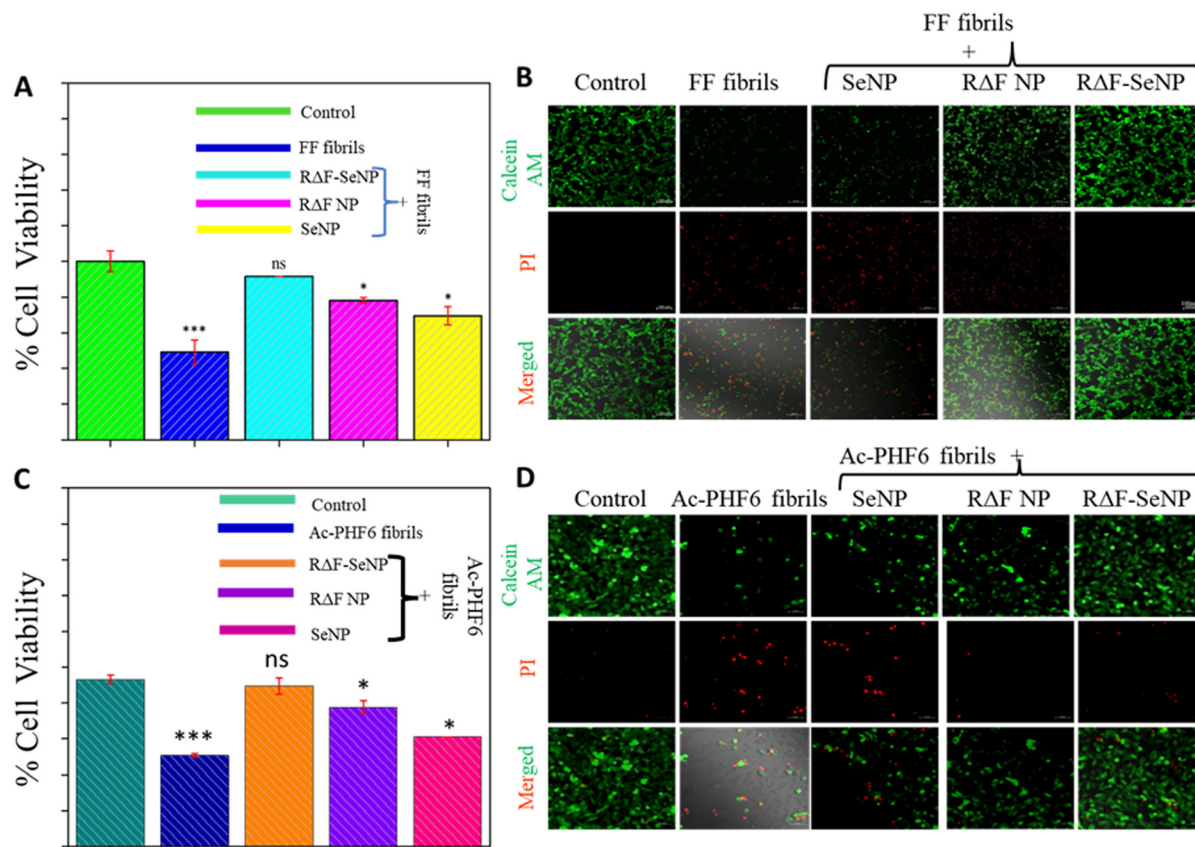 A
% Cell Viability
Control
FF fibrils
RΔF-SeNP
RΔF NP
SeNP
+
FF fibrils
ns
***
*
*
B
FF fibrils
+
Control
FF fibrils
SeNP
RΔF NP
RΔF-SeNP
Calcein
AM
PI
Merged
C
% Cell Viability
Control
Ac-PHF6 fibrils
RΔF-SeNP
RΔF NP
SeNP
+
Ac-PHF6
fibrils
ns
***
*
*
D
Ac-PHF6 fibrils +
Control
Ac-PHF6 fibrils
SeNP
RΔF NP
RΔF-SeNP
Calcein
AM
PI
Merged